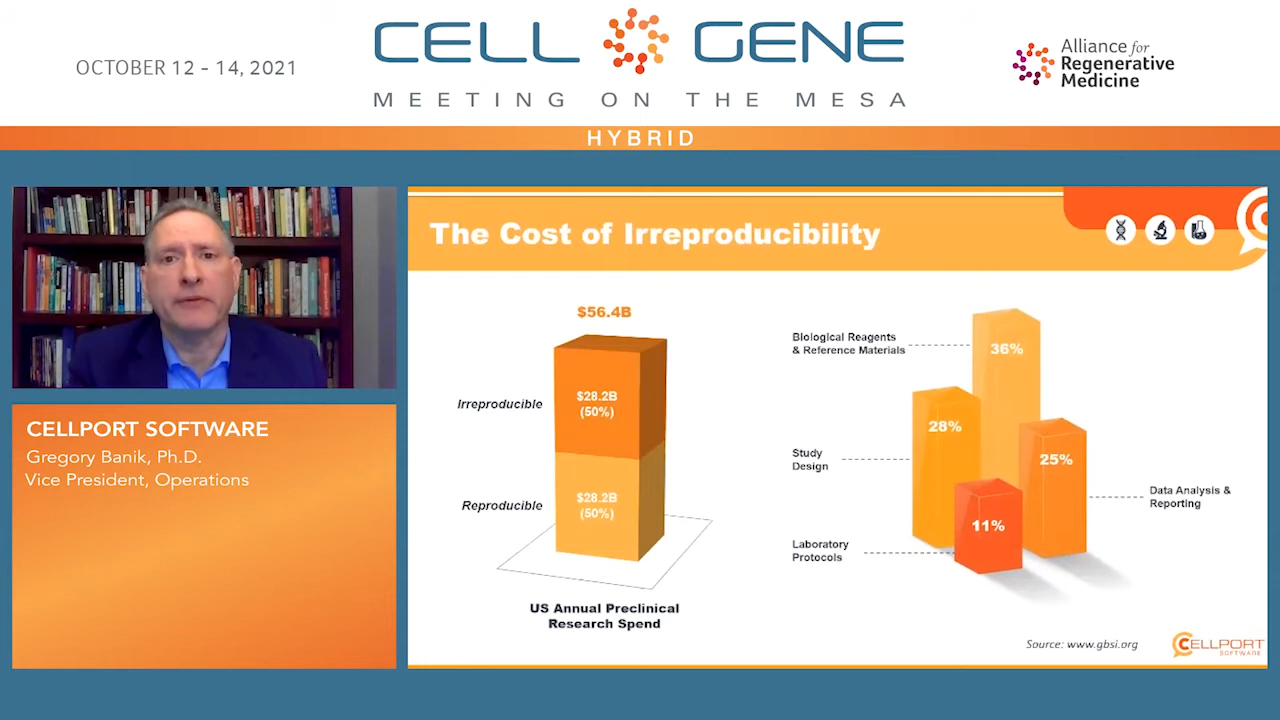 OCTOBER 12 - 14, 2021
CELL GENE
MEETING ON THE MESA
Alliance for
Regenerative
Medicine
HYBRID
CELLPORT SOFTWARE
Gregory Banik, Ph.D.
Vice President, Operations
The Cost of Irreproducibility
$56.4B
Irreproducible
$28.2B
(50%)
Reproducible
$28.2B
(50%)
US Annual Preclinical
Research Spend
Biological Reagents
& Reference Materials
36%
28%
Study
Design
25%
Data Analysis &
Reporting
11%
Laboratory
Protocols
Source: www.gbsi.org
CELLPORT
SOFTWARE